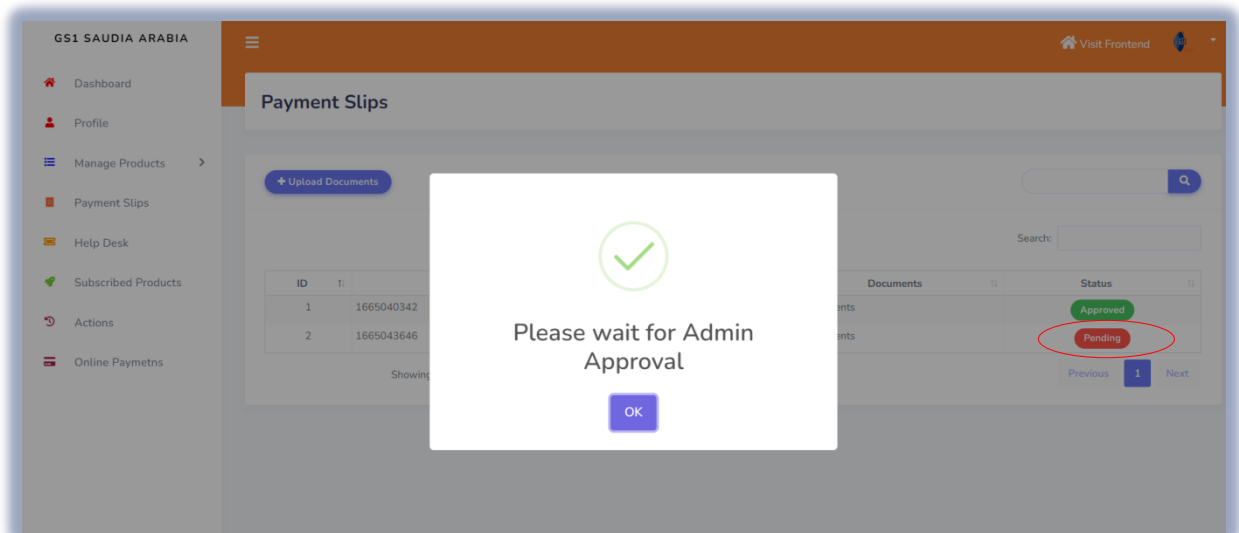 GS1 SAUDIA ARABIA
Visit Frontend
Dashboard
Payment Slips
Profile
Manage Products
+ Upload Documents
Payment Slips
Help Desk
Search:
Subscribed Products
ID
Documents
Status
1
1665040342
ents
Approved
Actions
2
1665043646
ents
Pending
Please wait for Admin
Approval
Online Paymetns
Showing
Previous
1
Next
OK